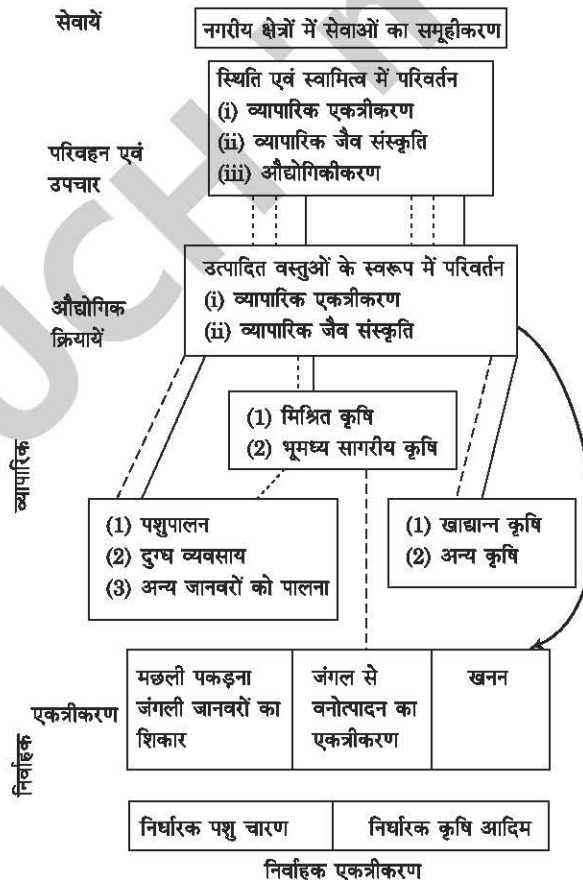 सेवायें
नगरीय क्षेत्रों में सेवाओं का समूहीकरण
स्थिति एवं स्वामित्व में परिवर्तन
(i) व्यापारिक एकत्रीकरण
(ii) व्यापारिक जैव संस्कृति
(iii) औद्योगिकीकरण
परिवहन एवं
उपचार
उत्पादित वस्तुओं के स्वरूप में परिवर्तन
(i) व्यापारिक एकत्रीकरण
(ii) व्यापारिक जैव संस्कृति
औद्योगिक
क्रियायें
(1) मिश्रित कृषि
(2) भूमध्य सागरीय कृषि
व्यापारिक
(1) पशुपालन
(2) दुग्ध व्यवसाय
(3) अन्य जानवरों को पालना
(1) खाद्यान्न कृषि
(2) अन्य कृषि
एकत्रीकरण
निर्वाहक
मछली पकड़ना
जंगली जानवरों का
शिकार
जंगल से
वनोत्पादन का
एकत्रीकरण
खनन
निर्धारक पशु चारण
निर्धारक कृषि आदिम
निर्वाहक एकत्रीकरण